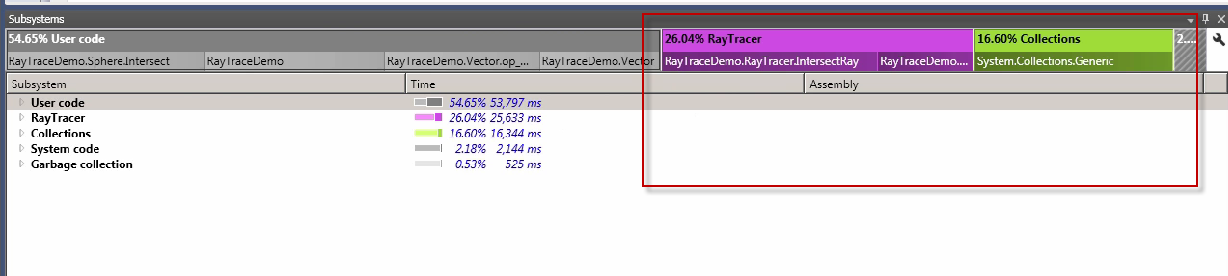 Subsystems
54.65% User code 26.04% RayTracer 16.60% Collections 2....
RayTraceDemo.Sphere.Intersect RayTraceDemo RayTraceDemo.Vector.op_... RayTraceDemo.Vector RayTraceDemo.RayTracer.IntersectRay RayTraceDemo.... System.Collections.Generic
Subsystem Time Assembly
User code 54.65% 53,797 ms
RayTracer 26.04% 25,633 ms
Collections 16.60% 16,344 ms
System code 2.18% 2,144 ms
Garbage collection 0.53% 525 ms